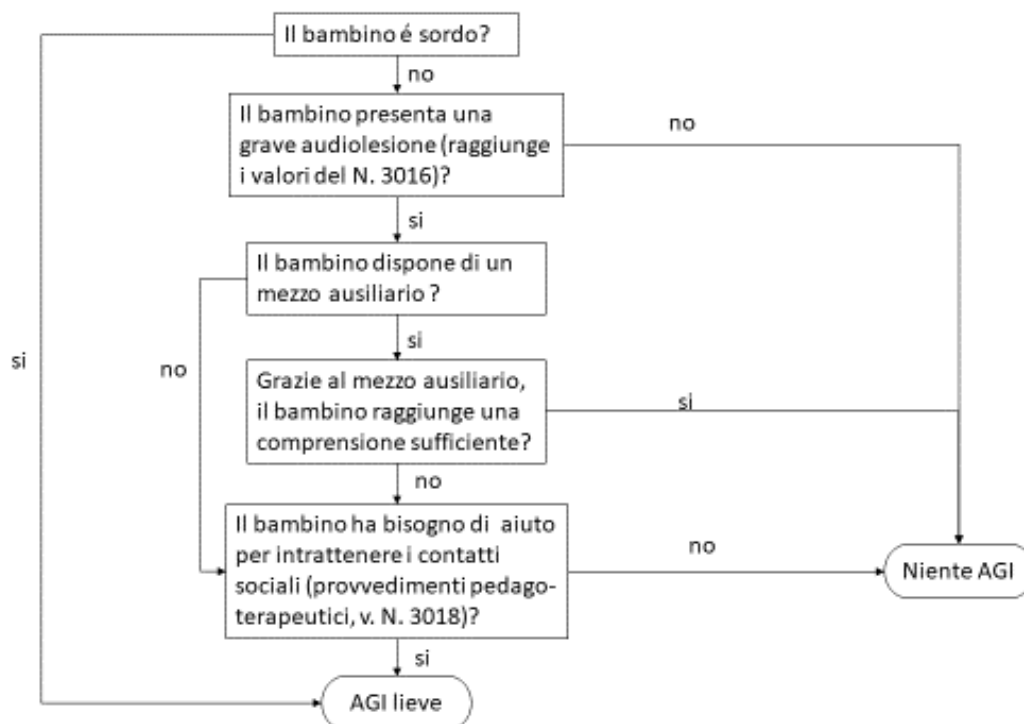 Il bambino é sordo?
no
Il bambino presenta una
grave audiolesione (raggiunge
i valori del N. 3016)?
no
si
Il bambino dispone di un
mezzo ausiliario ?
si
no
si
Grazie al mezzo ausiliario,
il bambino raggiunge una
comprensione sufficiente?
si
no
Il bambino ha bisogno di aiuto
per intrattenere i contatti
sociali (provvedimenti pedago-
terapeutici, v. N. 3018)?
no
Niente AGI
si
AGI lieve